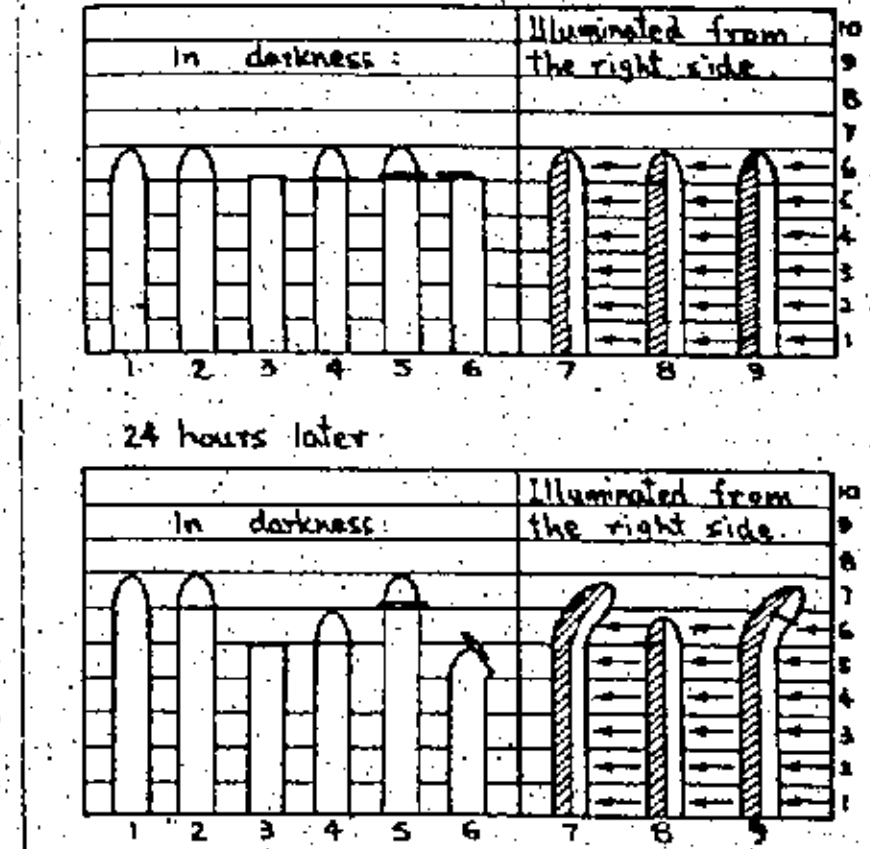 Illuminated from
In darkness :
the right side.
10
9
8
7
6
5
4
3
2
1
1 2 3 4 5 6 7 8 9
24 hours later
Illuminated from
In darkness:
the right side.
10
9
8
7
6
5
4
3
2
1
1 2 3 4 5 6 7 8 9